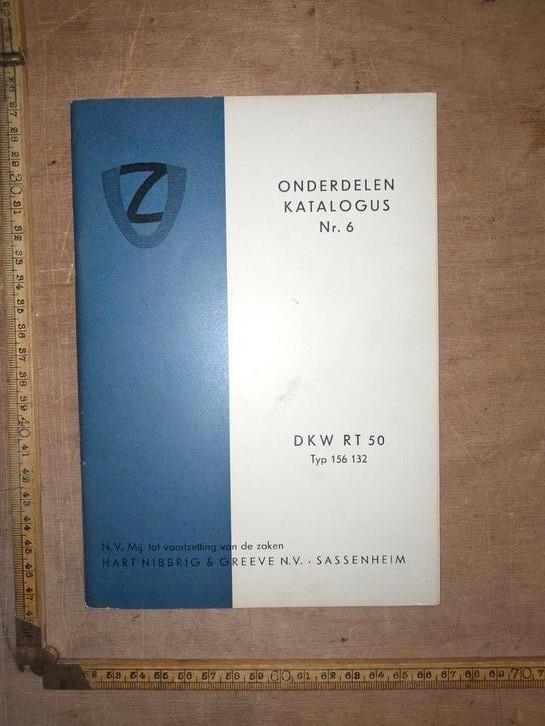 Z
ONDERDELEN
KATALOGUS
Nr. 6
DKW RT 50
Typ 156 132
N.V. Mij. tot voortzetting van de zaken
HART NIBBRIG & GREEVE N.V. · SASSENHEIM